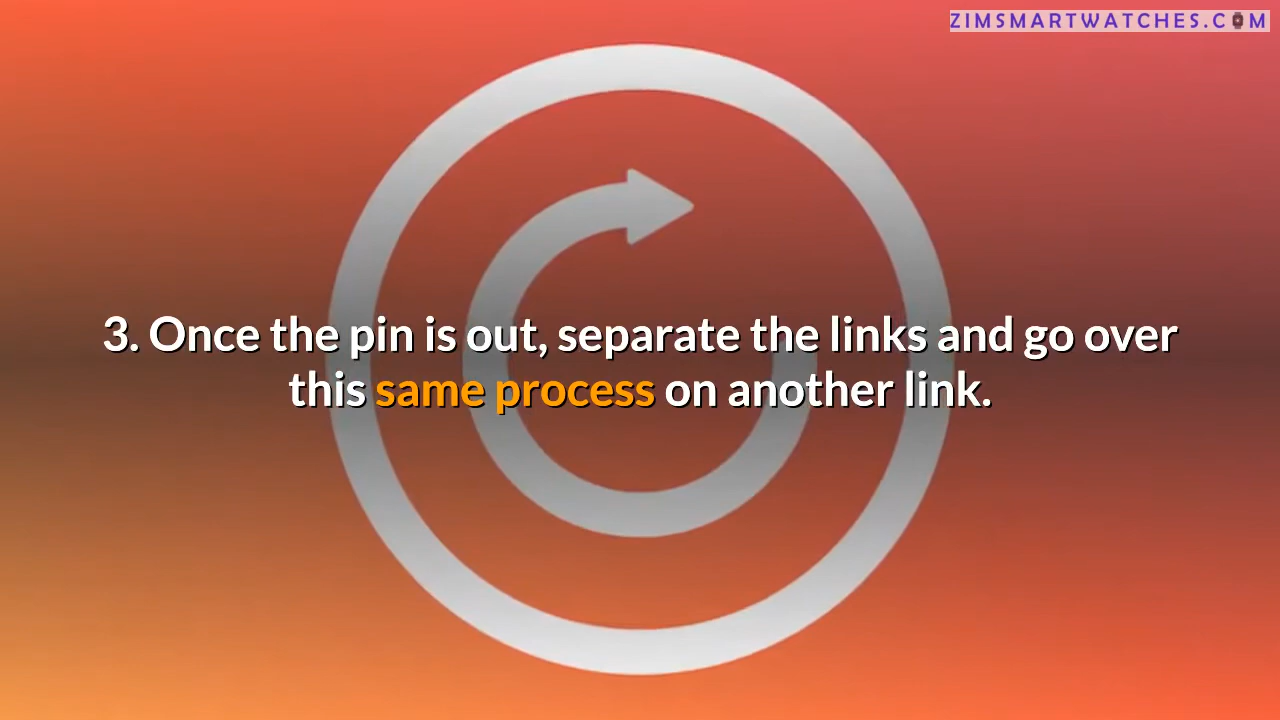 ZIMSMARTWATCHES.COM
3. Once the pin is out, separate the links and go over
this same process on another link.